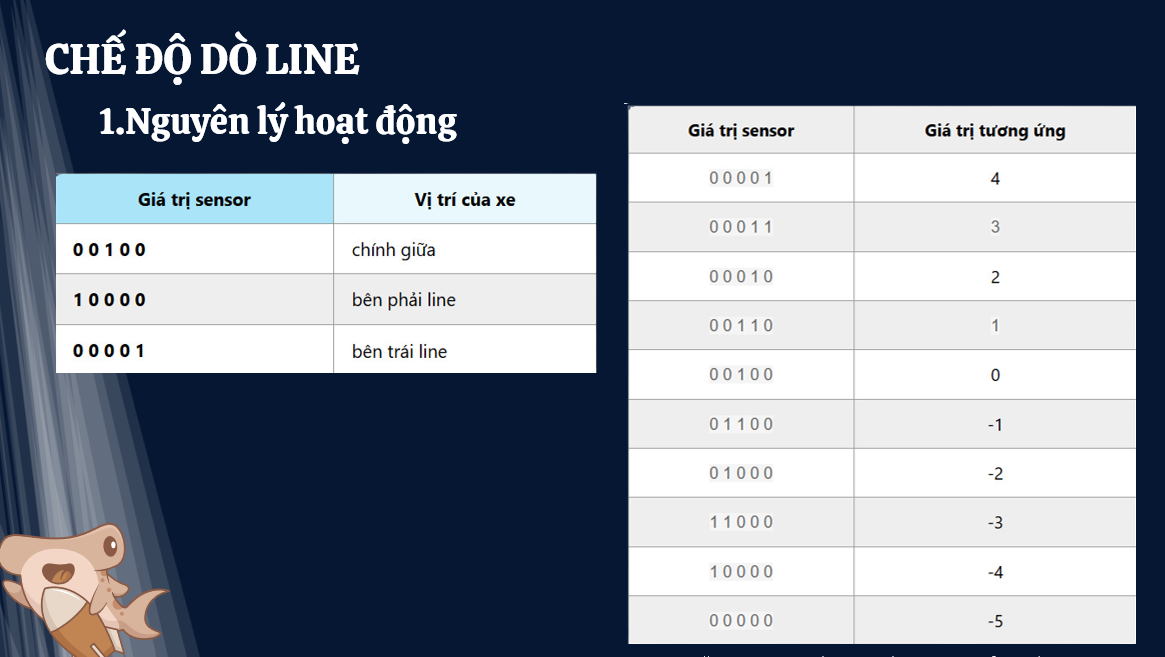 CHẾ ĐỘ DÒ LINE
1.Nguyên lý hoạt động
Giá trị sensor Vị trí của xe
0 0 1 0 0 chính giữa
1 0 0 0 0 bên phải line
0 0 0 0 1 bên trái line
Giá trị sensor Giá trị tương ứng
0 0 0 0 1 4
0 0 0 1 1 3
0 0 0 1 0 2
0 0 1 1 0 1
0 0 1 0 0 0
0 1 1 0 0 -1
0 1 0 0 0 -2
1 1 0 0 0 -3
1 0 0 0 0 -4
0 0 0 0 0 -5